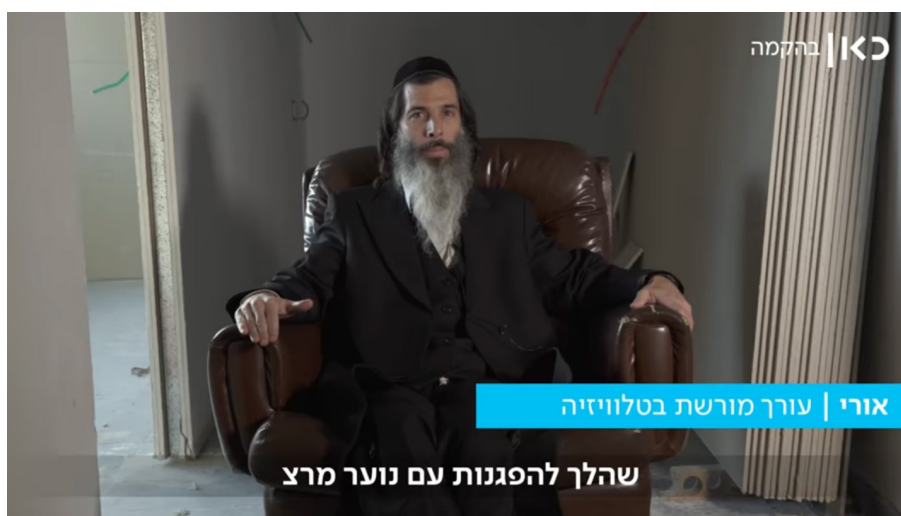 כאן בהקמה
אורי | עורך מורשת בטלוויזיה
שהלך להפגנות עם נוער מרצ